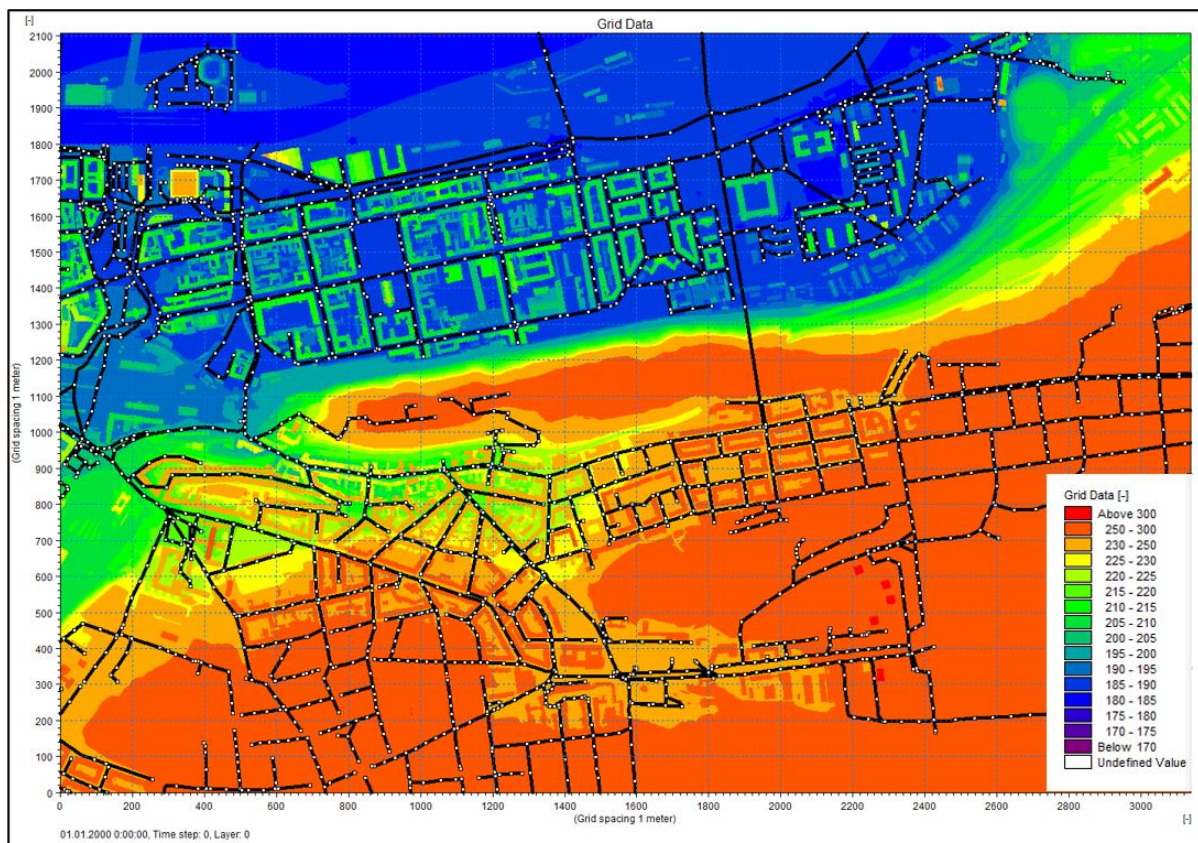 [-]
Grid Data
2100
2000
1900
1800
1700
1600
1500
1400
1300
1200
1100
1000
900
800
700
600
500
400
300
200
100
0
(Grid spacing 1 meter)
0 200 400 600 800 1000 1200 1400 1600 1800 2000 2200 2400 2600 2800 3000
(Grid spacing 1 meter)
[-]
Grid Data [-]
Above 300
250 - 300
230 - 250
225 - 230
220 - 225
215 - 220
210 - 215
205 - 210
200 - 205
195 - 200
190 - 195
185 - 190
180 - 185
175 - 180
170 - 175
Below 170
Undefined Value
01.01.2000 0:00:00, Time step: 0, Layer: 0